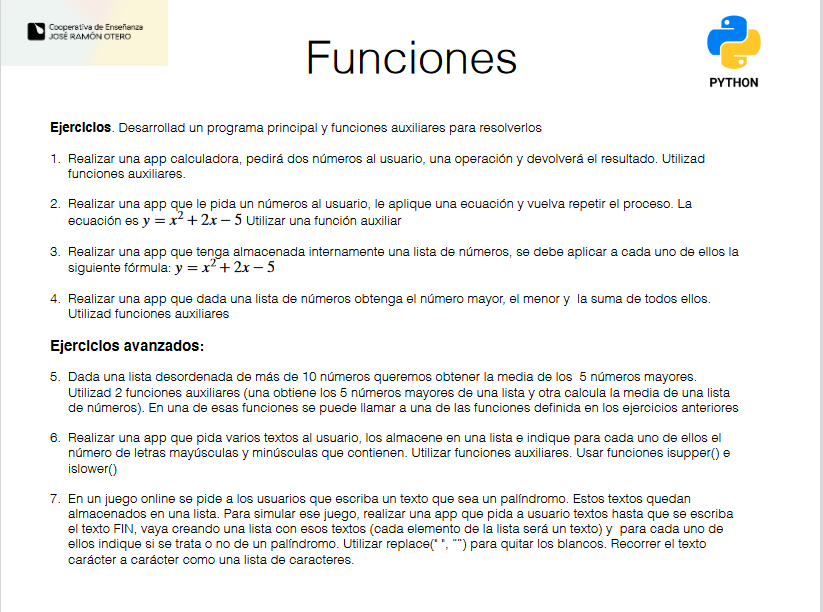 Cooperativa de Enseñanza
JOSÉ RAMÓN OTERO
Funciones
PYTHON
Ejercicios. Desarrollad un programa principal y funciones auxiliares para resolverlos
1. Realizar una app calculadora, pedirá dos números al usuario, una operación y devolverá el resultado. Utilizad
funciones auxiliares.
2. Realizar una app que le pida un números al usuario, le aplique una ecuación y vuelva repetir el proceso. La
ecuación es y = x² + 2x – 5 Utilizar una función auxiliar
3. Realizar una app que tenga almacenada internamente una lista de números, se debe aplicar a cada uno de ellos la
siguiente fórmula: y = x² + 2x – 5
4. Realizar una app que dada una lista de números obtenga el número mayor, el menor y la suma de todos ellos.
Utilizad funciones auxiliares
Ejercicios avanzados:
5. Dada una lista desordenada de más de 10 números queremos obtener la media de los 5 números mayores.
Utilizad 2 funciones auxiliares (una obtiene los 5 números mayores de una lista y otra calcula la media de una lista
de números). En una de esas funciones se puede llamar a una de las funciones definida en los ejercicios anteriores
6. Realizar una app que pida varios textos al usuario, los almacene en una lista e indique para cada uno de ellos el
número de letras mayúsculas y minúsculas que contienen. Utilizar funciones auxiliares. Usar funciones isupper() e
islower()
7. En un juego online se pide a los usuarios que escriba un texto que sea un palíndromo. Estos textos quedan
almacenados en una lista. Para simular ese juego, realizar una app que pida a usuario textos hasta que se escriba
el texto FIN, vaya creando una lista con esos textos (cada elemento de la lista será un texto) y para cada uno de
ellos indique si se trata o no de un palíndromo. Utilizar replace(" ", "") para quitar los blancos. Recorrer el texto
carácter a carácter como una lista de caracteres.